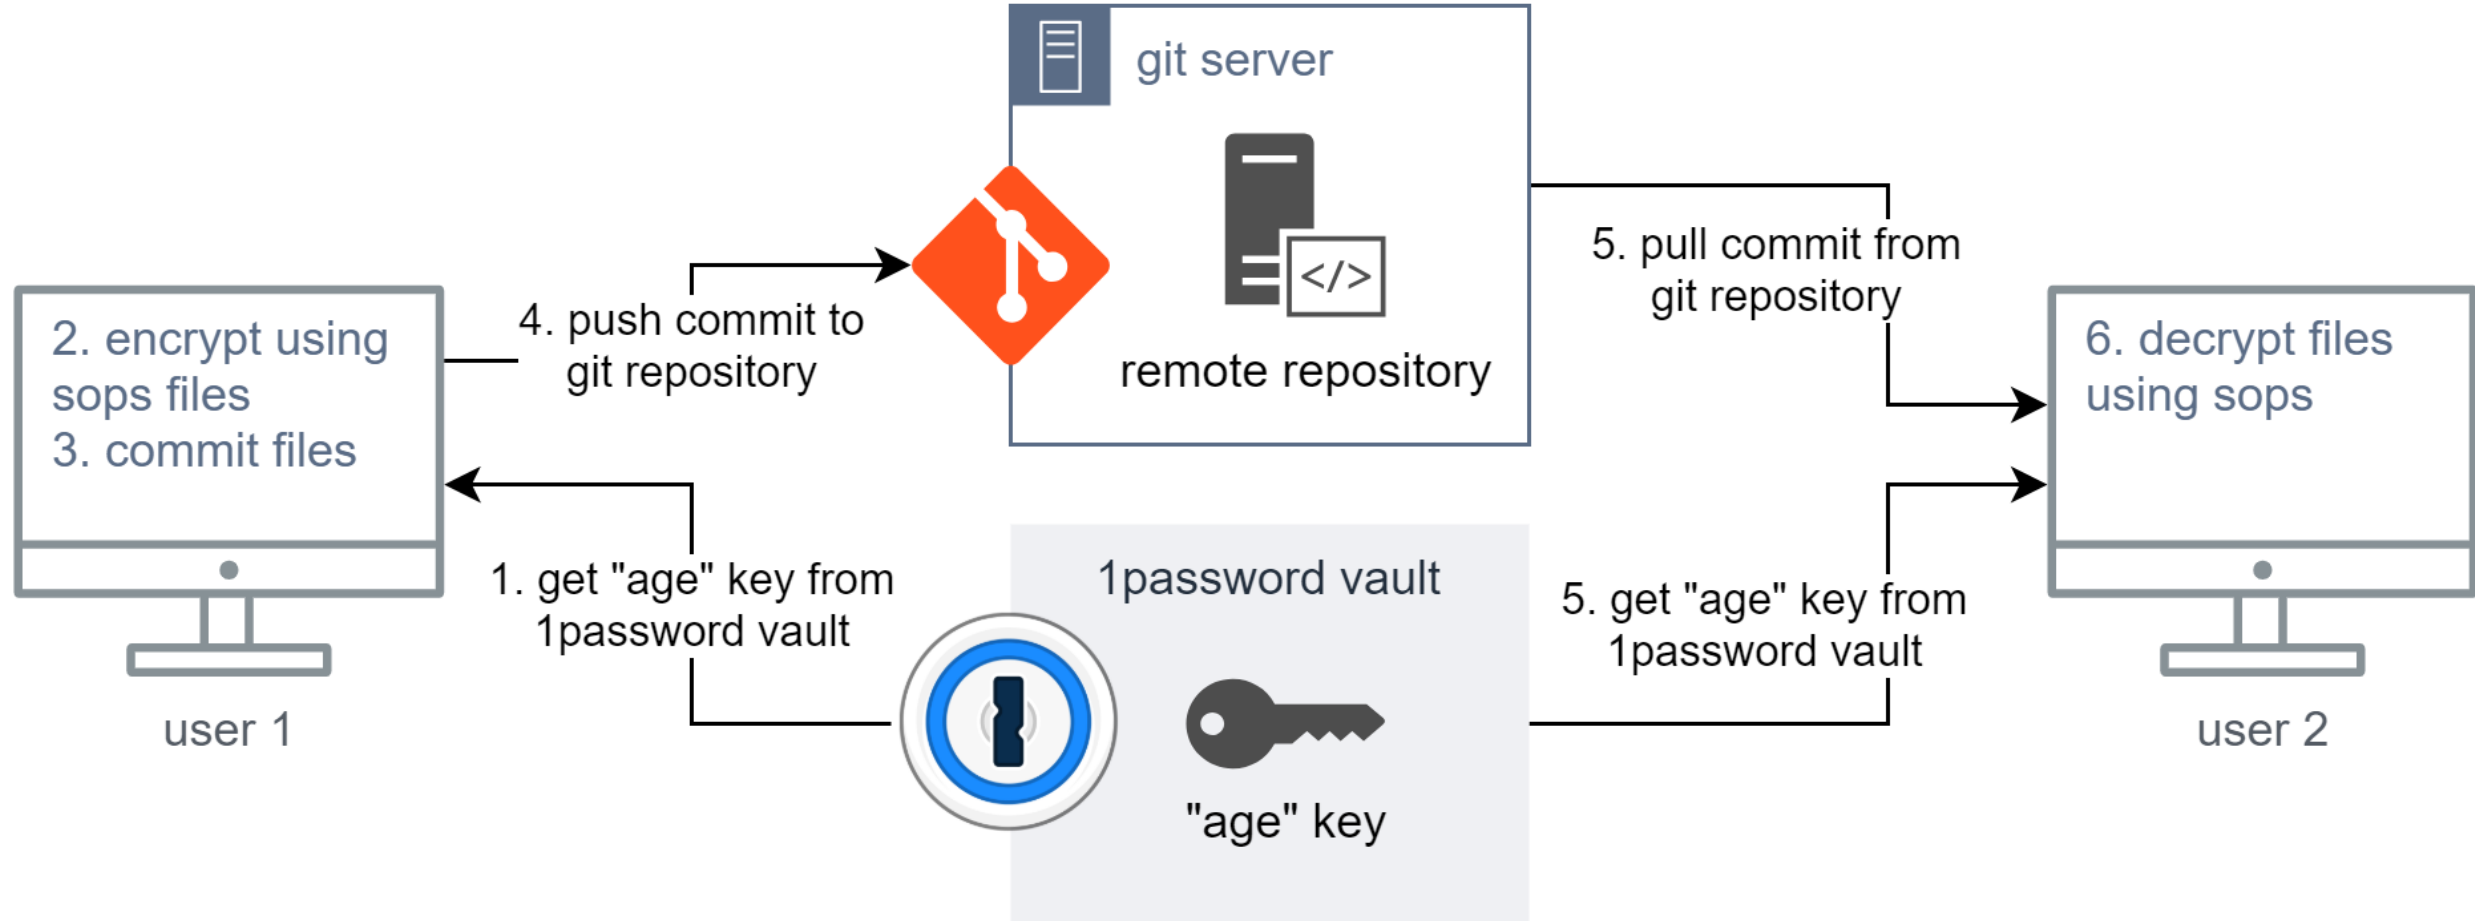 git server
</>
remote repository
2. encrypt using
sops files
3. commit files
4. push commit to
git repository
5. pull commit from
git repository
6. decrypt files
using sops
1. get "age" key from
1password vault
1password vault
"age" key
5. get "age" key from
1password vault
user 1
user 2